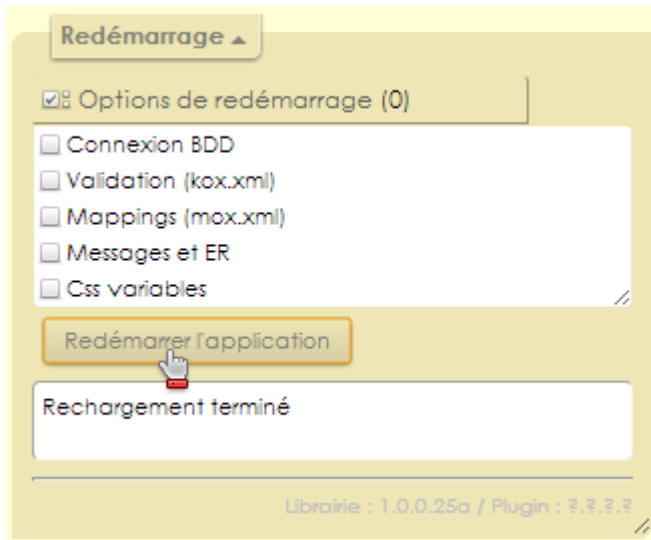 Redémarrage
Options de redémarrage (0)
Connexion BDD
Validation (kox.xml)
Mappings (mox.xml)
Messages et ER
Css variables
Redémarrer l'application
Rechargement terminé
Librairie : 1.0.0.25a / Plugin : ?.?.?.?